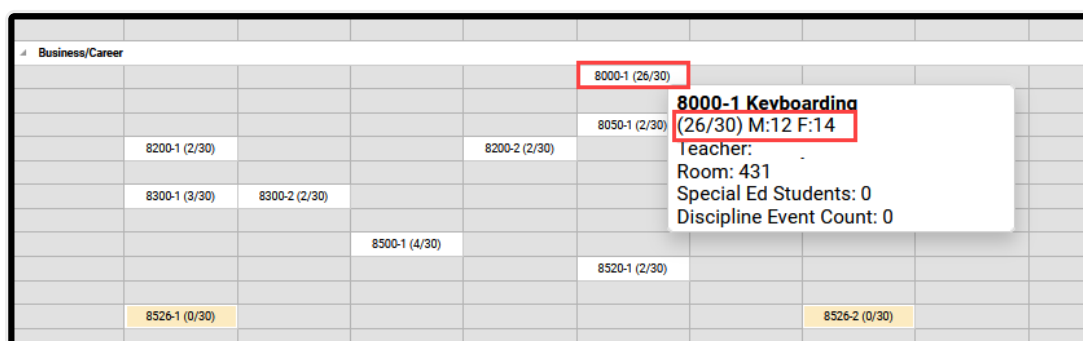 Business/Career
8000-1 (26/30)
8000-1 Keyboarding
(26/30) M:12 F:14
8050-1 (2/30)
Teacher:
8200-1 (2/30)
8200-2 (2/30)
Room: 431
8300-1 (3/30)
8300-2 (2/30)
Special Ed Students: 0
Discipline Event Count: 0
8500-1 (4/30)
8520-1 (2/30)
8526-1 (0/30)
8526-2 (0/30)